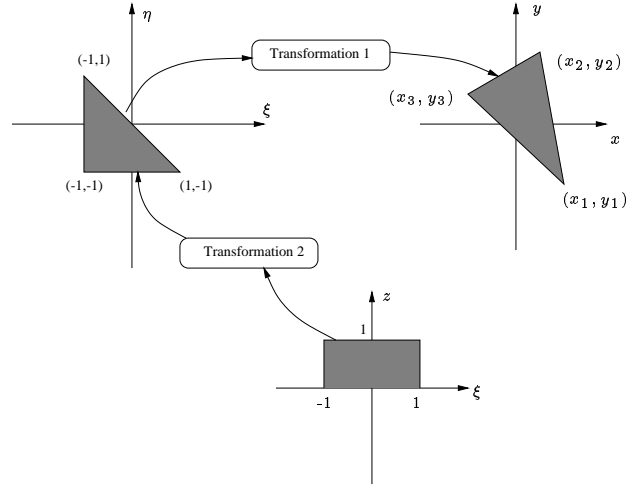 η
y
(-1,1)
Transformation 1
(x₂, y₂)
(x₃, y₃)
ξ
x
(-1,-1)
(1,-1)
(x₁, y₁)
Transformation 2
z
1
ξ
-1
1